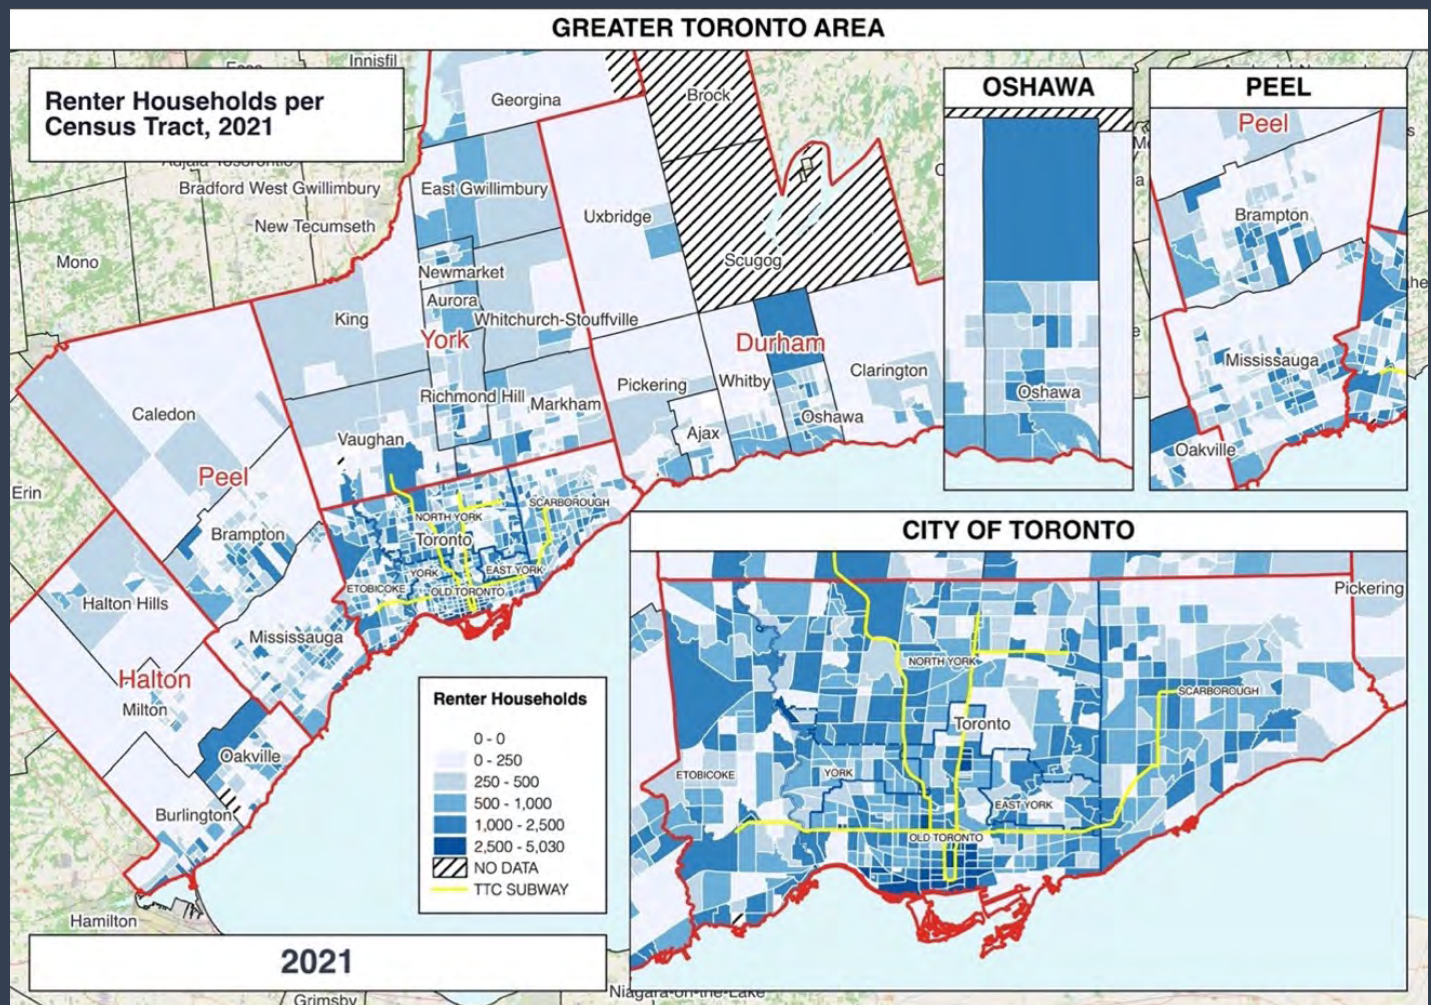 GREATER TORONTO AREA
Renter Households per
Census Tract, 2021
Innisfil
Georgina
Brock
Bradford West Gwillimbury
East Gwillimbury
New Tecumseth
Uxbridge
Mono
Scugog
Newmarket
Aurora
King
Whitchurch-Stouffville
York
Durham
Pickering
Whitby
Clarington
Caledon
Richmond Hill
Markham
Oshawa
Vaughan
Ajax
Peel
Erin
Brampton
SCARBOROUGH
NORTH YORK
Toronto
YORK
EAST YORK
ETOBICOKE
OLD TORONTO
Halton Hills
Mississauga
Halton
Milton
Oakville
Burlington
Hamilton
Grimsby
Niagara-on-the-Lake
OSHAWA
Oshawa
PEEL
Peel
Brampton
Mississauga
Oakville
Renter Households
0 - 0
0 - 250
250 - 500
500 - 1,000
1,000 - 2,500
2,500 - 5,030
NO DATA
TTC SUBWAY
CITY OF TORONTO
Pickering
NORTH YORK
SCARBOROUGH
Toronto
ETOBICOKE
YORK
EAST YORK
OLD TORONTO
2021